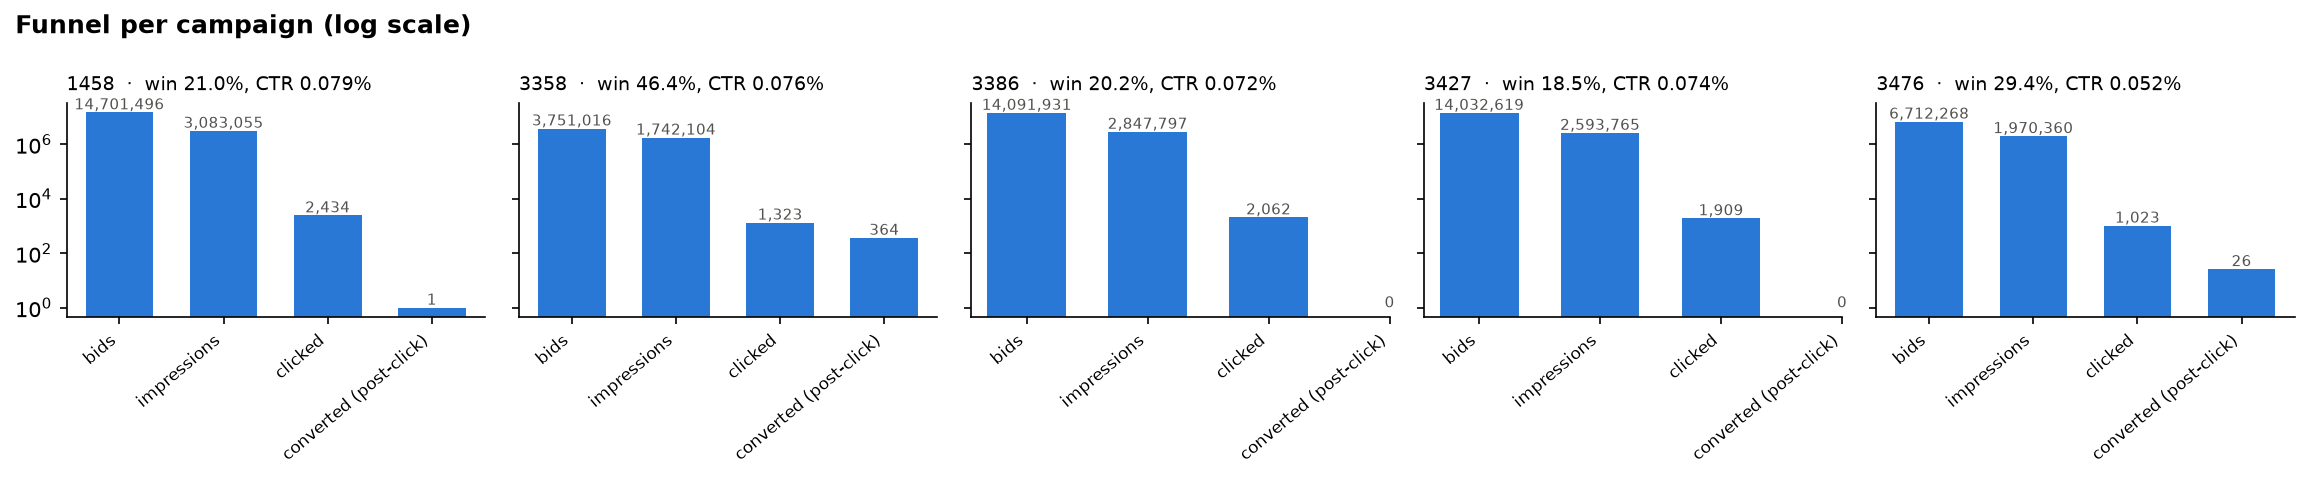 Funnel per campaign (log scale)
1458 · win 21.0%, CTR 0.079%
14,701,496
3,083,055
2,434
1
10^6
10^4
10^2
10^0
bids
impressions
clicked
converted (post-click)
3358 · win 46.4%, CTR 0.076%
3,751,016
1,742,104
1,323
364
bids
impressions
clicked
converted (post-click)
3386 · win 20.2%, CTR 0.072%
14,091,931
2,847,797
2,062
0
bids
impressions
clicked
converted (post-click)
3427 · win 18.5%, CTR 0.074%
14,032,619
2,593,765
1,909
0
bids
impressions
clicked
converted (post-click)
3476 · win 29.4%, CTR 0.052%
6,712,268
1,970,360
1,023
26
bids
impressions
clicked
converted (post-click)